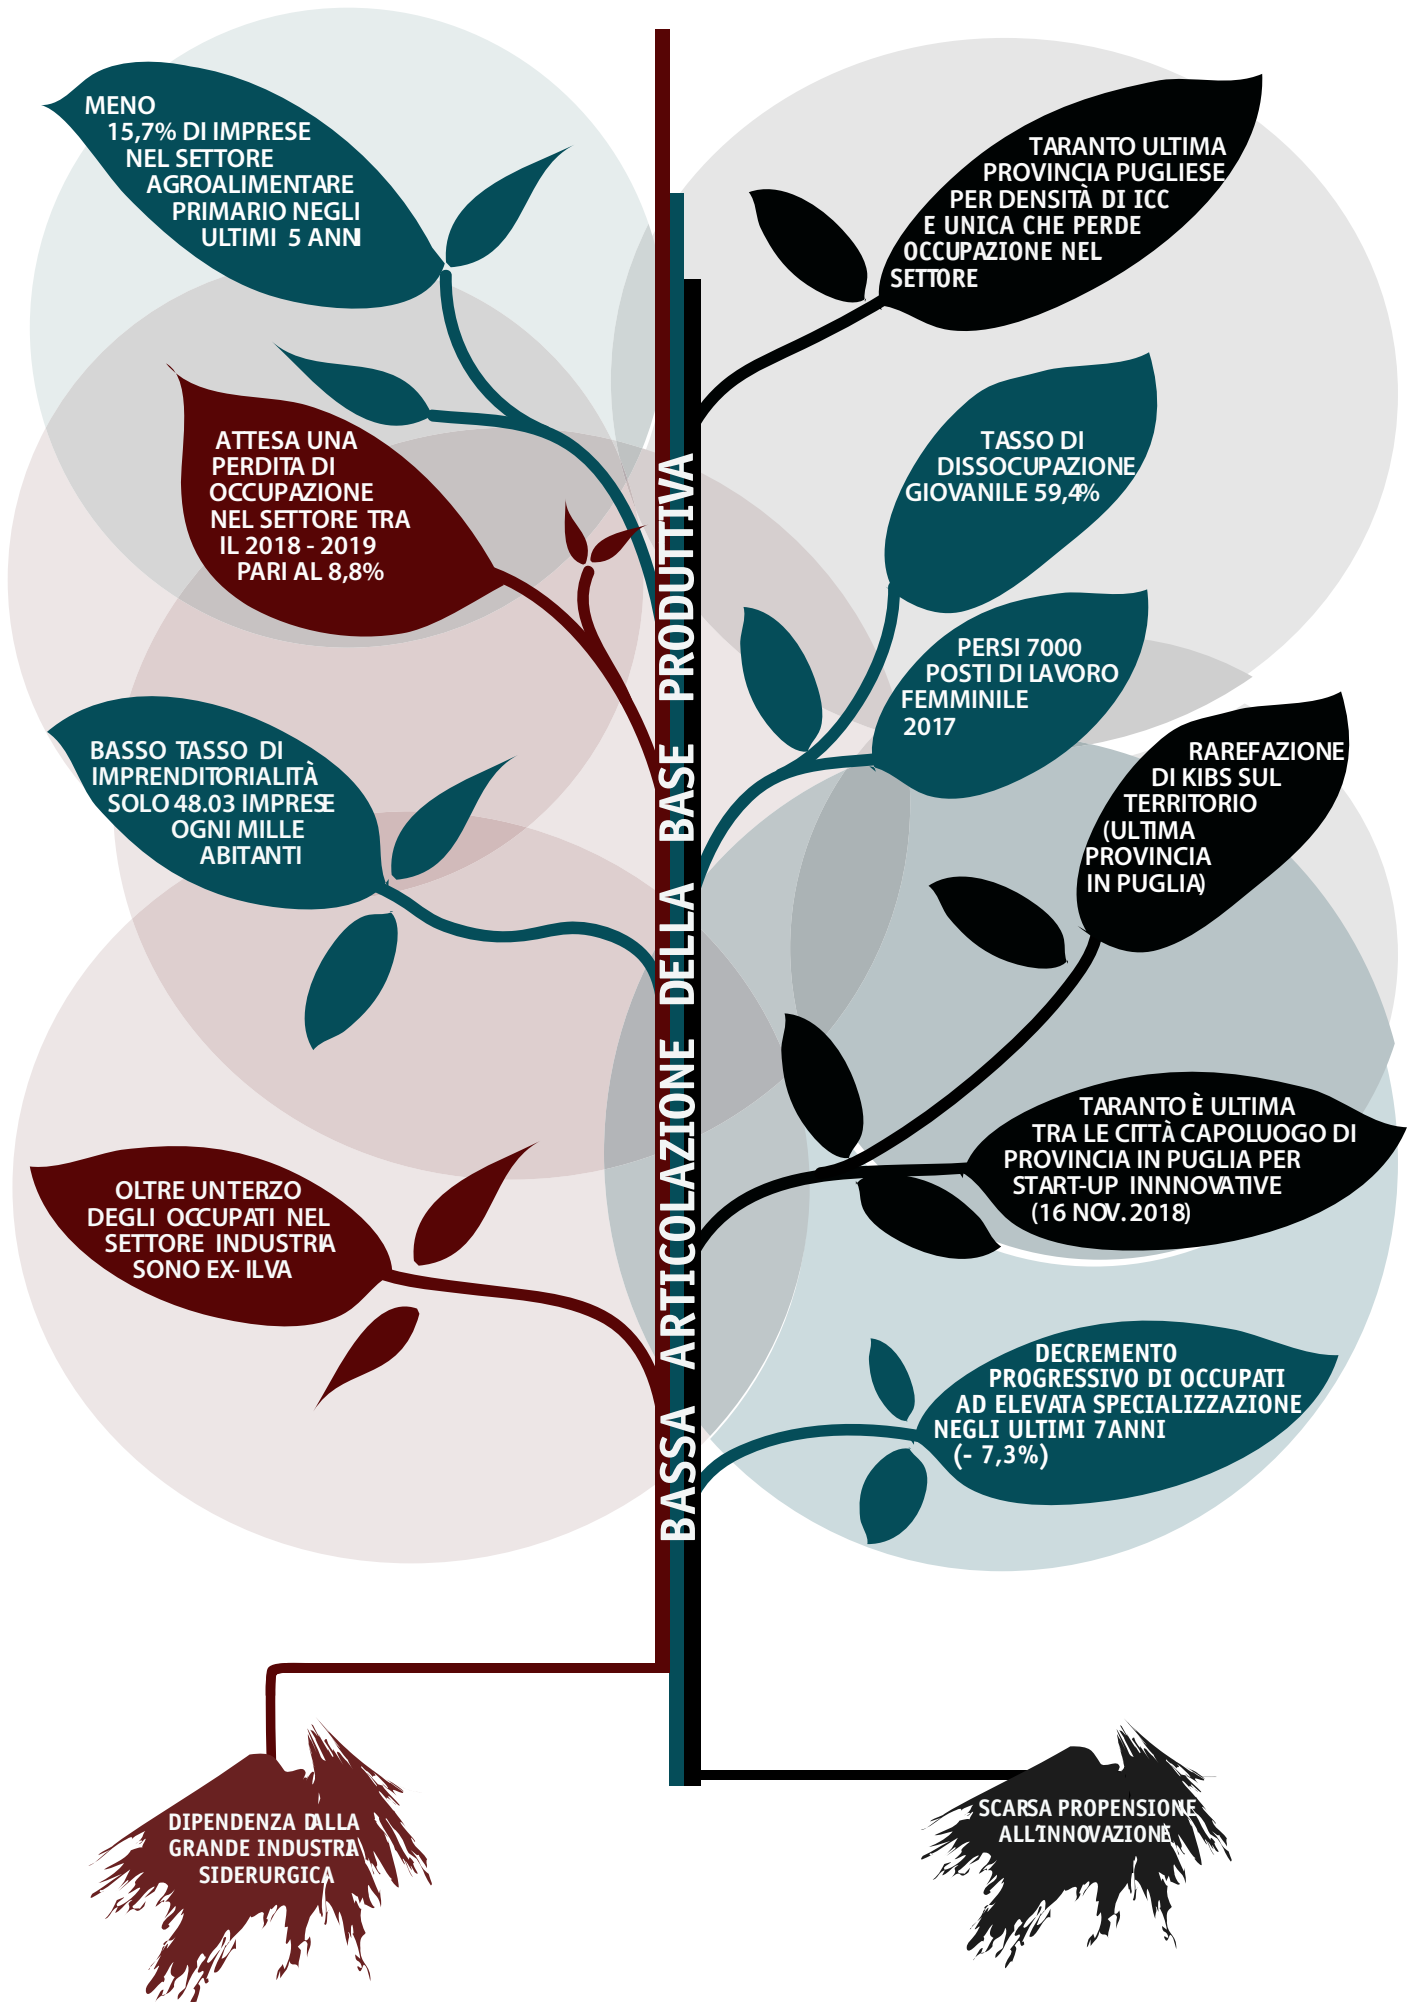 MENO
15,7% DI IMPRESE
NEL SETTORE
AGROALIMENTARE
PRIMARIO NEGLI
ULTIMI 5 ANNI
TARANTO ULTIMA
PROVINCIA PUGLIESE
PER DENSITÀ DI ICC
E UNICA CHE PERDE
OCCUPAZIONE NEL
SETTORE
ATTESA UNA
PERDITA DI
OCCUPAZIONE
NEL SETTORE TRA
IL 2018 - 2019
PARI AL 8,8%
TASSO DI
DISSOCUPAZIONE
GIOVANILE 59,4%
PERSI 7000
POSTI DI LAVORO
FEMMINILE
2017
BASSO TASSO DI
IMPRENDITORIALITÀ
SOLO 48.03 IMPRESE
OGNI MILLE
ABITANTI
RAREFAZIONE
DI KIBS SUL
TERRITORIO
(ULTIMA
PROVINCIA
IN PUGLIA)
BASSA ARTICOLAZIONE DELLA BASE PRODUTTIVA
TARANTO È ULTIMA
TRA LE CITTÀ CAPOLUOGO DI
PROVINCIA IN PUGLIA PER
START-UP INNNOVATIVE
(16 NOV. 2018)
OLTRE UN TERZO
DEGLI OCCUPATI NEL
SETTORE INDUSTRIA
SONO EX- ILVA
DECREMENTO
PROGRESSIVO DI OCCUPATI
AD ELEVATA SPECIALIZZAZIONE
NEGLI ULTIMI 7 ANNI
(- 7,3%)
DIPENDENZA DALLA
GRANDE INDUSTRIA
SIDERURGICA
SCARSA PROPENSIONE
ALL'INNOVAZIONE